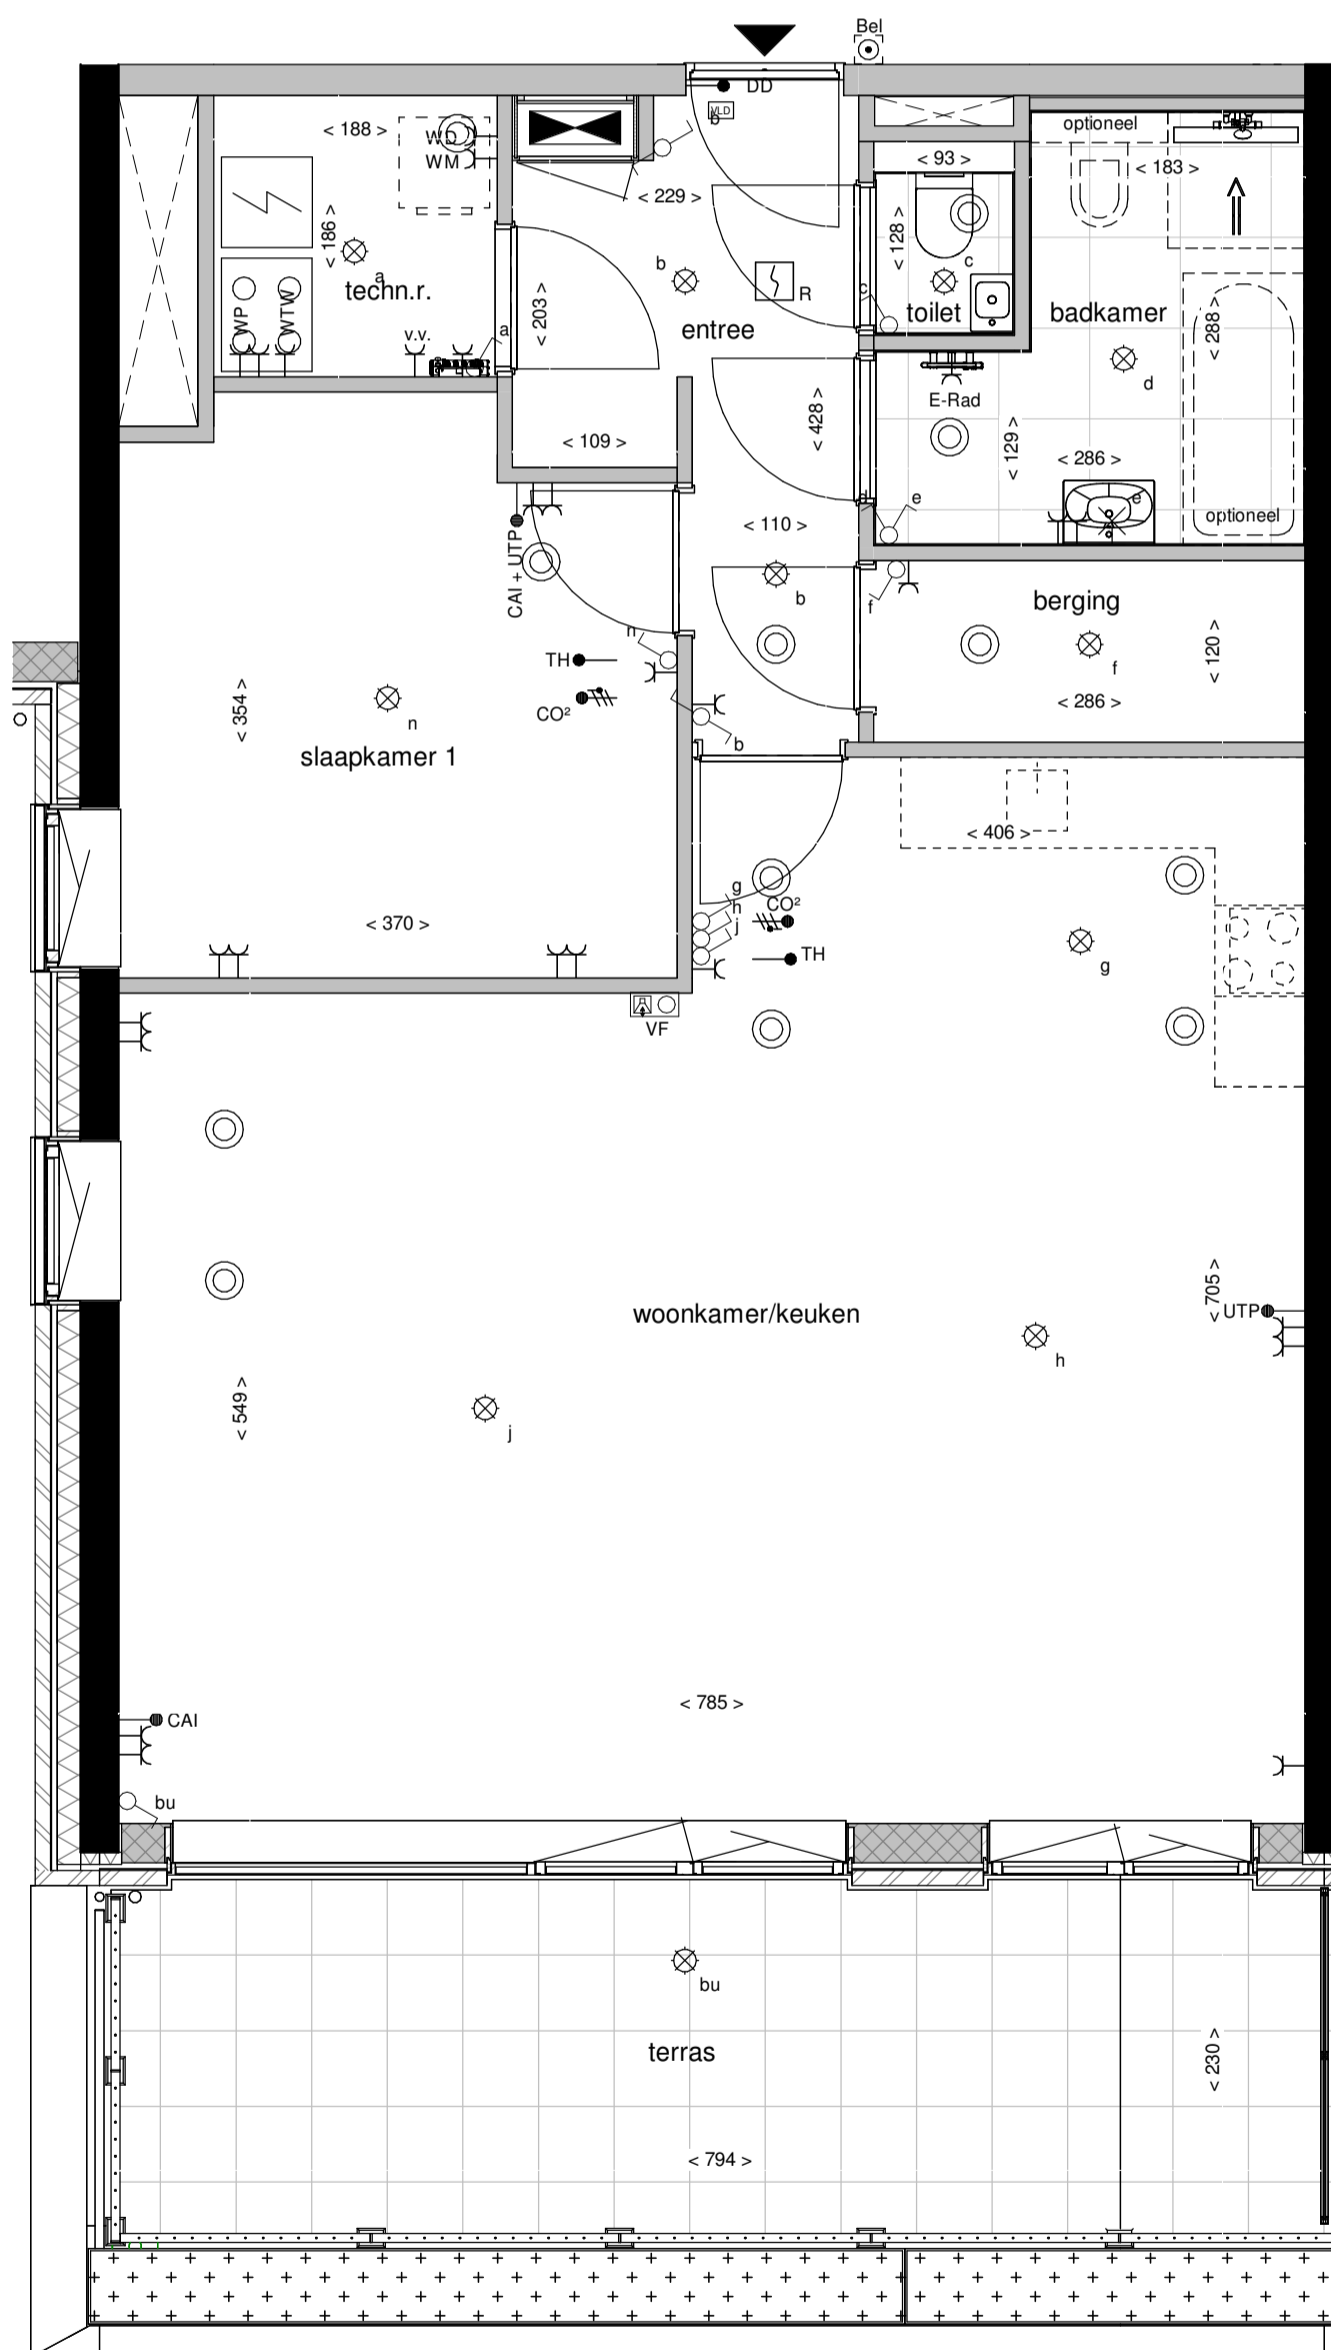 Bel
DD
VLD
b
optioneel
< 188 >
WD
WM
< 93 >
< 183 >
< 229 >
< 186 >
< 128 >
a
techn.r.
b
R
c
c
toilet
badkamer
< 288 >
WP
WTW
v.v.
a
< 203 >
entree
d
E-Rad
< 428 >
< 109 >
< 129 >
< 286 >
d
e
e
optioneel
< 110 >
CAI + UTP
b
f
berging
n
TH
CO²
< 354 >
n
f
< 120 >
< 286 >
slaapkamer 1
b
< 406 >
< 370 >
g
h
j
CO²
TH
g
VF
< 705 >
UTP
woonkamer/keuken
h
< 549 >
j
< 785 >
CAI
bu
bu
terras
< 230 >
< 794 >